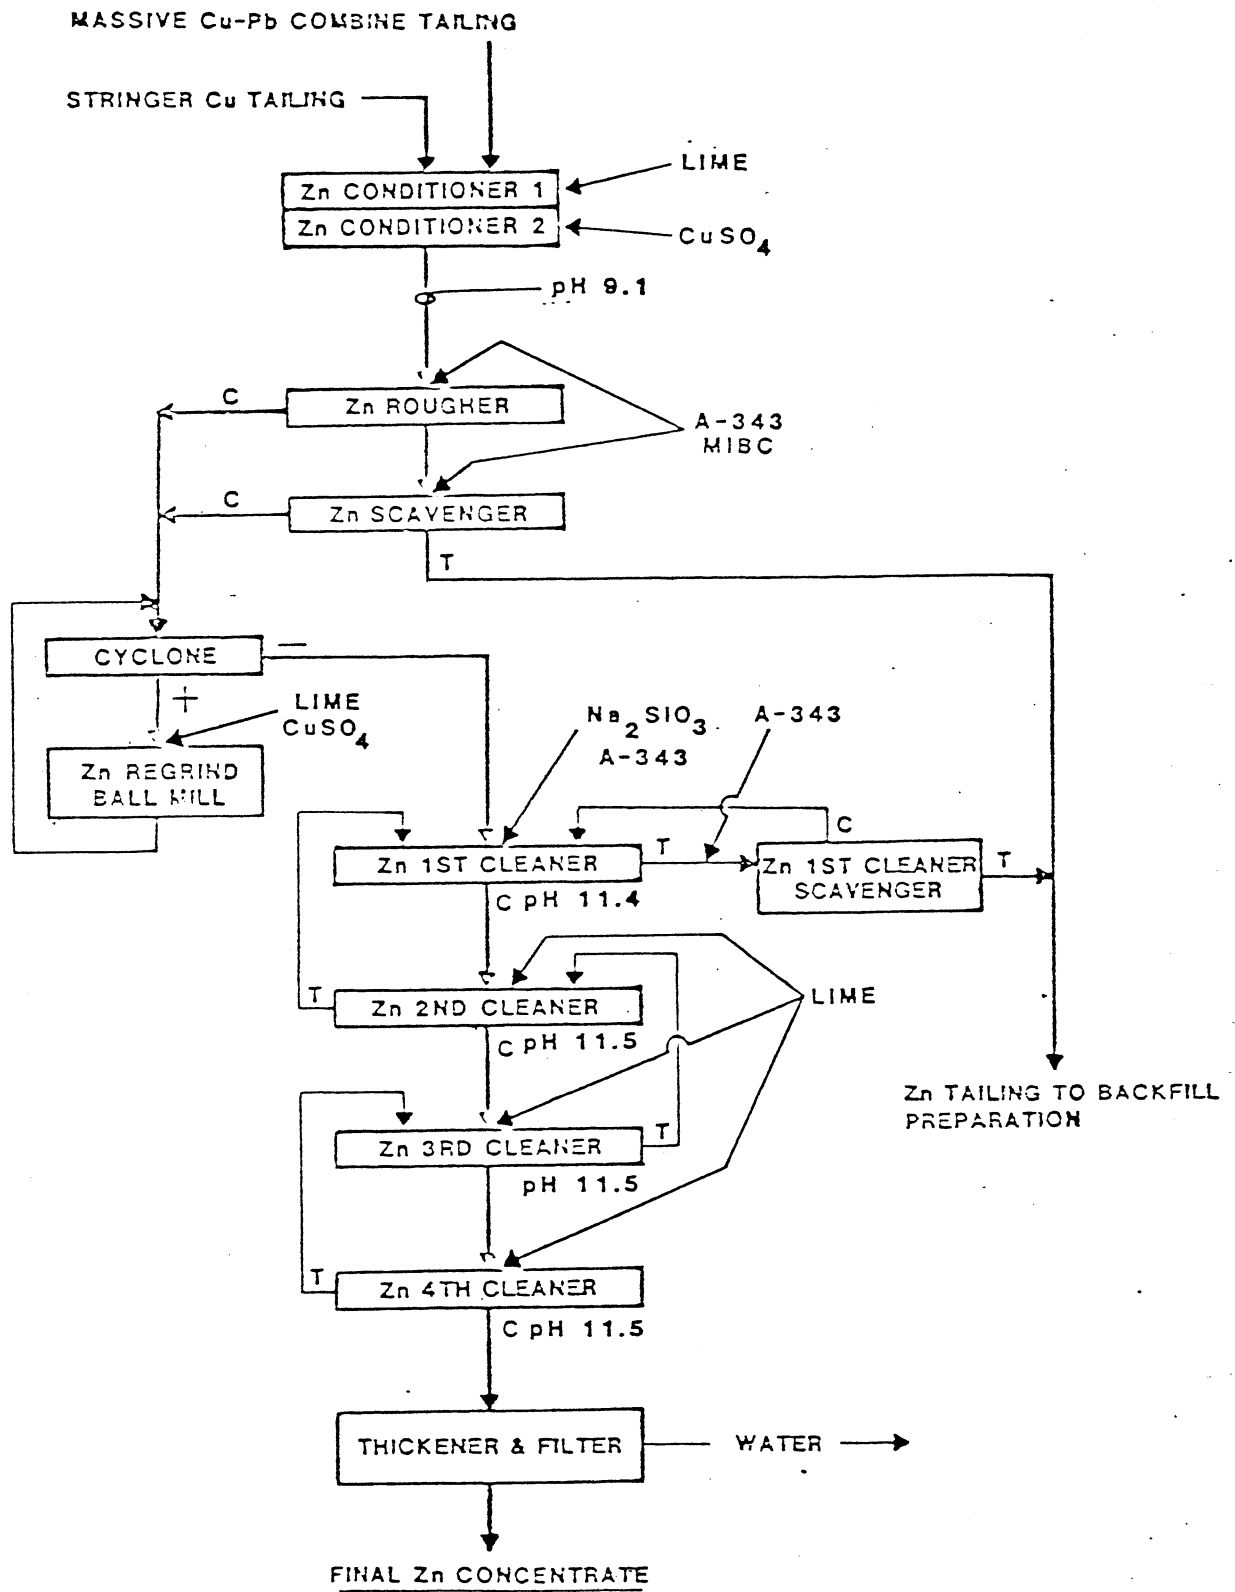 MASSIVE Cu-Pb COMBINE TAILING
STRINGER Cu TAILING
LIME
Zn CONDITIONER 1
Zn CONDITIONER 2
CuSO4
pH 9.1
C
Zn ROUGHER
A-343
MIBC
C
Zn SCAVENGER
T
CYCLONE
−
+
LIME
CuSO4
Na2SIO3
A-343
A-343
Zn REGRIND
BALL MILL
C
Zn 1ST CLEANER
T
Zn 1ST CLEANER
SCAVENGER
T
C pH 11.4
T
Zn 2ND CLEANER
LIME
C pH 11.5
Zn TAILING TO BACKFILL
PREPARATION
Zn 3RD CLEANER
T
pH 11.5
T
Zn 4TH CLEANER
C pH 11.5
THICKENER & FILTER
WATER
FINAL Zn CONCENTRATE